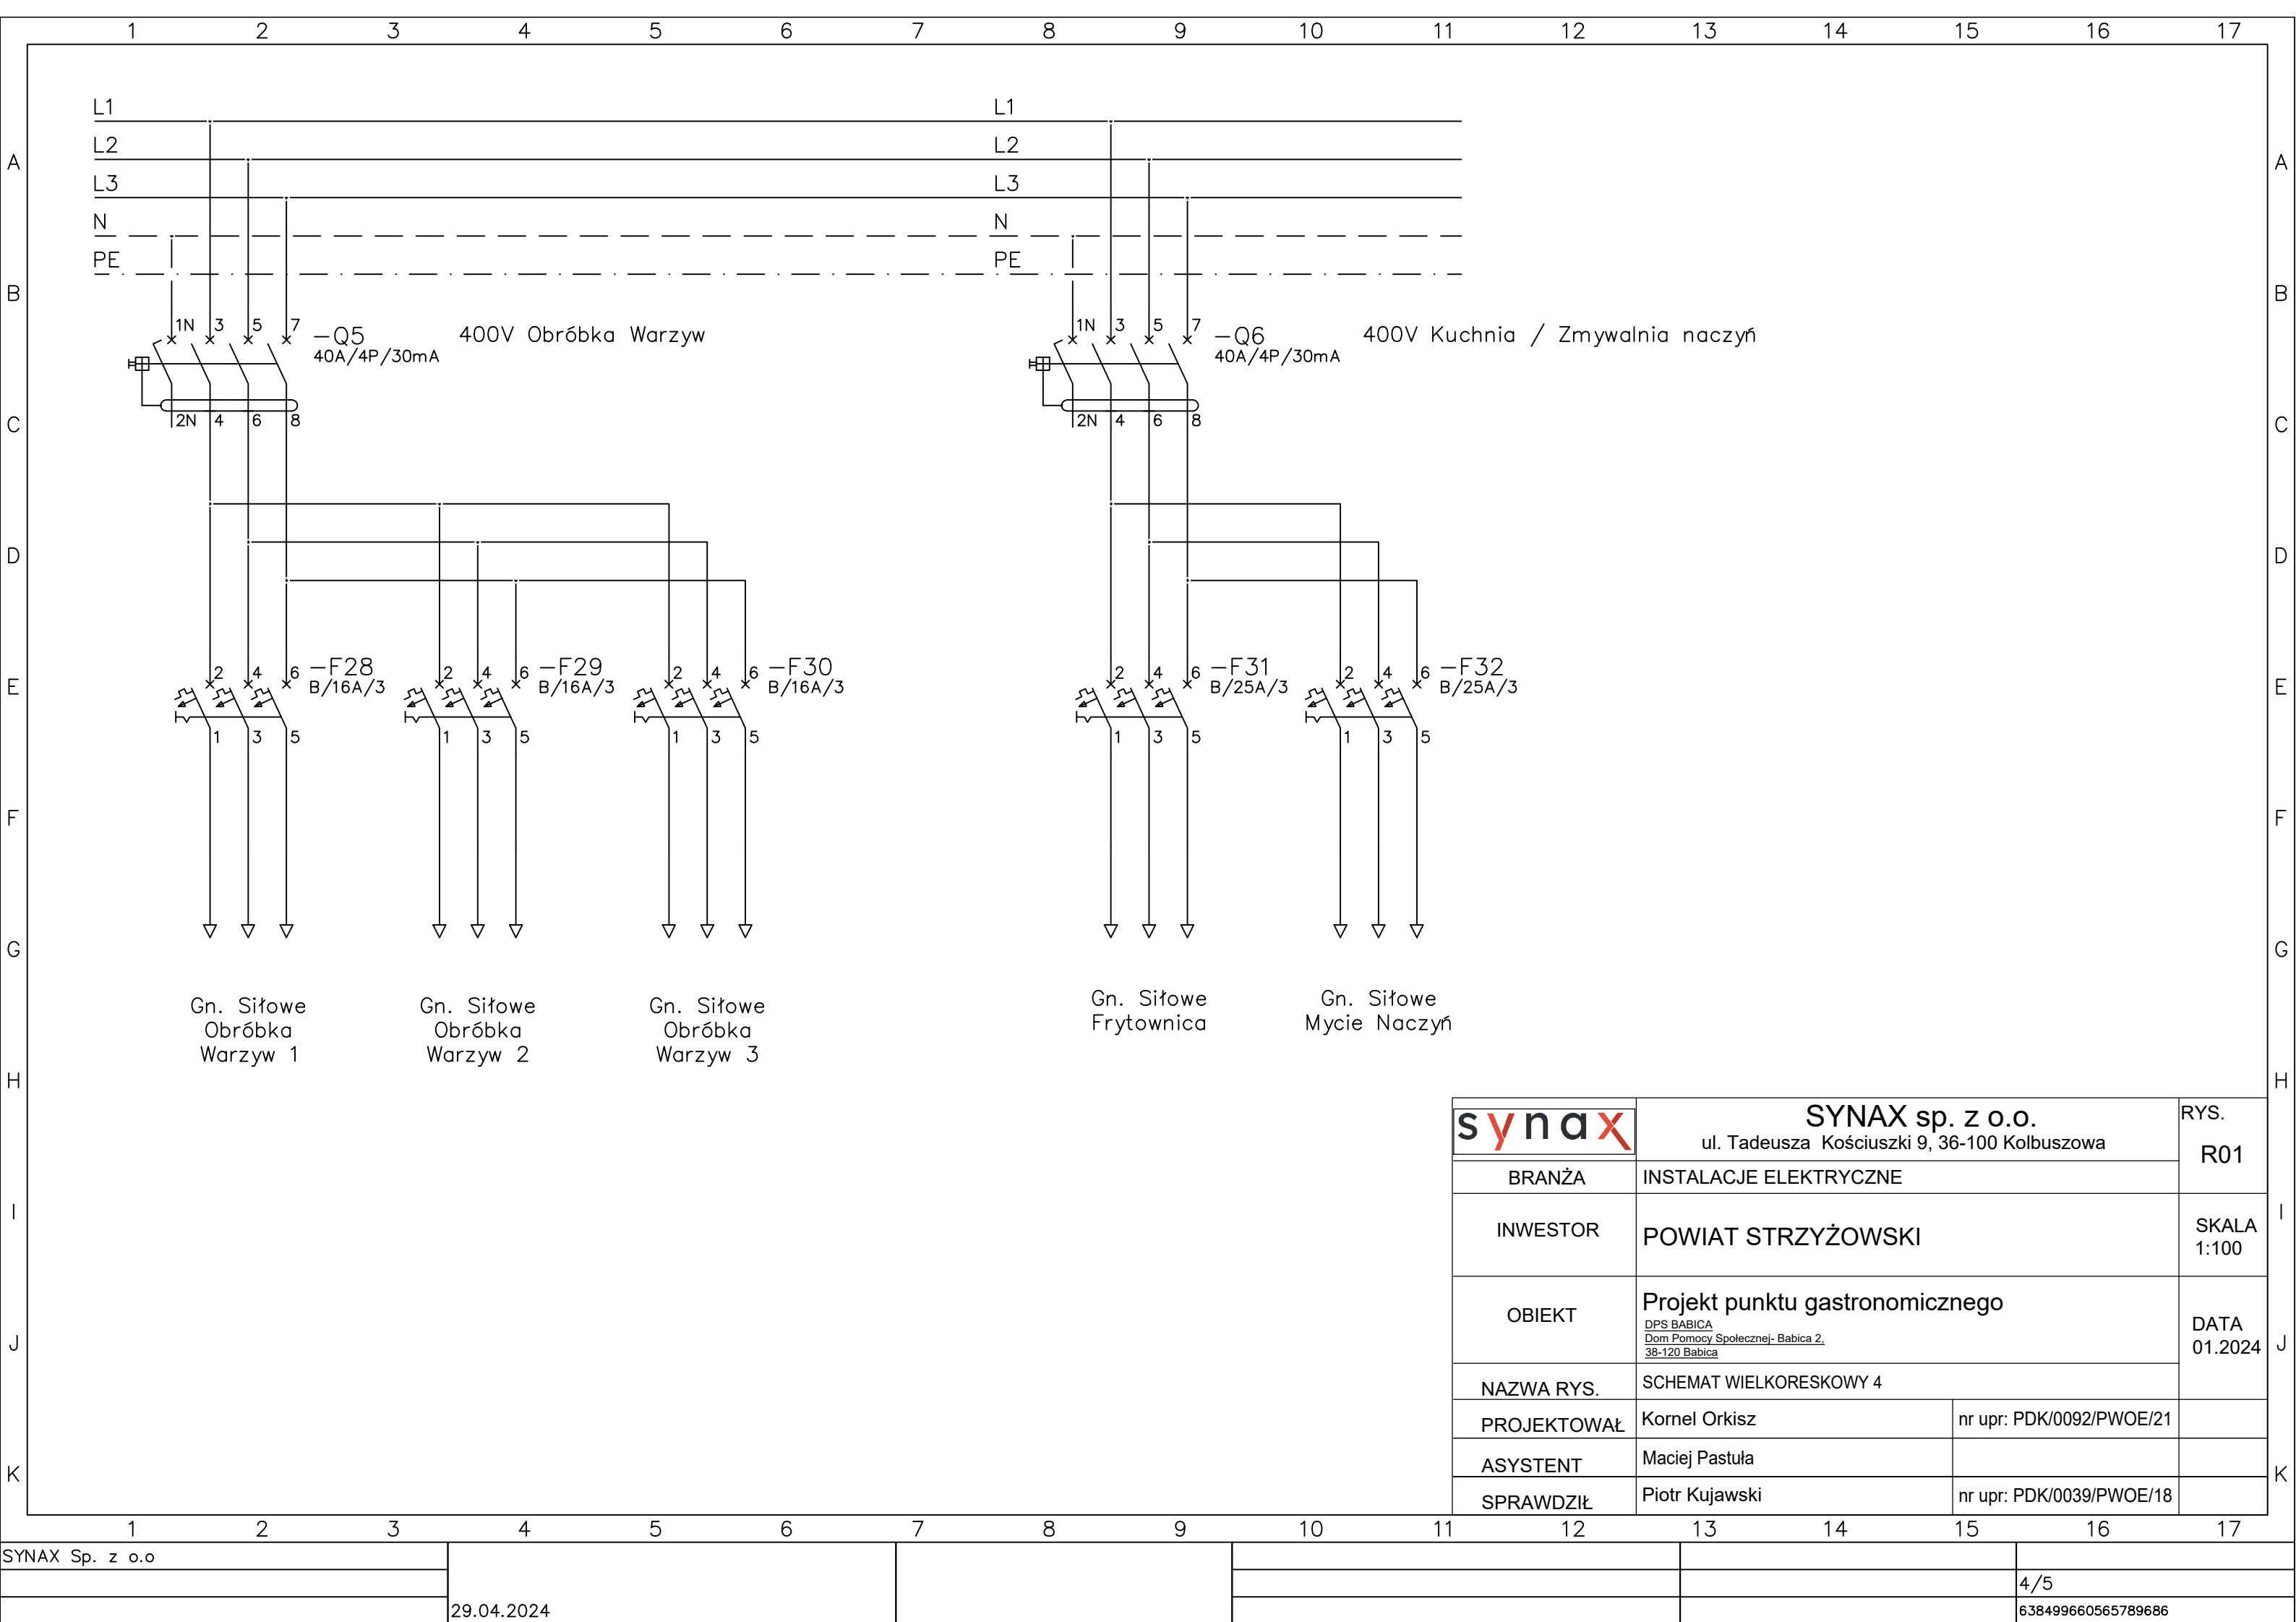 1 2 3 4 5 6 7 8 9 10 11 12 13 14 15 16 17
L1 L1
L2 L2
A A
L3 L3
N N
PE PE
B B
1N 3 5 7 -Q5 400V Obróbka Warzyw 1N 3 5 7 -Q6 400V Kuchnia / Zmywalnia naczyń
40A/4P/30mA 40A/4P/30mA
2N 4 6 8 2N 4 6 8
C C
D D
2 4 6 -F28 2 4 6 -F29 2 4 6 -F30 2 4 6 -F31 2 4 6 -F32
E B/16A/3 B/16A/3 B/16A/3 B/25A/3 B/25A/3 E
1 3 5 1 3 5 1 3 5 1 3 5 1 3 5
F F
G G
Gn. Siłowe Gn. Siłowe Gn. Siłowe Gn. Siłowe Gn. Siłowe
Obróbka Obróbka Obróbka Frytownica Mycie Naczyń
Warzyw 1 Warzyw 2 Warzyw 3
H H
synax SYNAX sp. z o.o. RYS.
ul. Tadeusza Kościuszki 9, 36-100 Kolbuszowa
R01
BRANŻA INSTALACJE ELEKTRYCZNE
I I
INWESTOR POWIAT STRZYŻOWSKI SKALA
1:100
OBIEKT Projekt punktu gastronomicznego
DPS BABICA
Dom Pomocy Społecznej- Babica 2,
38-120 Babica
DATA
01.2024
J J
NAZWA RYS. SCHEMAT WIELKORESKOWY 4
PROJEKTOWAŁ Kornel Orkisz nr upr: PDK/0092/PWOE/21
ASYSTENT Maciej Pastuła
K K
SPRAWDZIŁ Piotr Kujawski nr upr: PDK/0039/PWOE/18
1 2 3 4 5 6 7 8 9 10 11 12 13 14 15 16 17
SYNAX Sp. z o.o
4/5
29.04.2024 638499660565789686